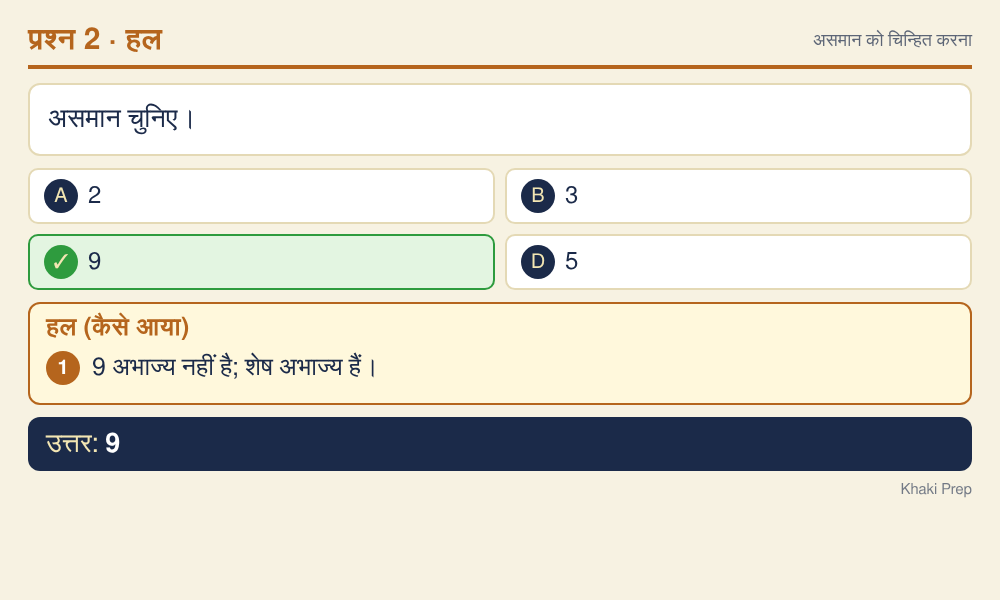 प्रश्न 2 · हल
असमान को चिन्हित करना
असमान चुनिए।
A 2
B 3
✓ 9
D 5
हल (कैसे आया)
1 9 अभाज्य नहीं है; शेष अभाज्य हैं।
उत्तर: 9
Khaki Prep